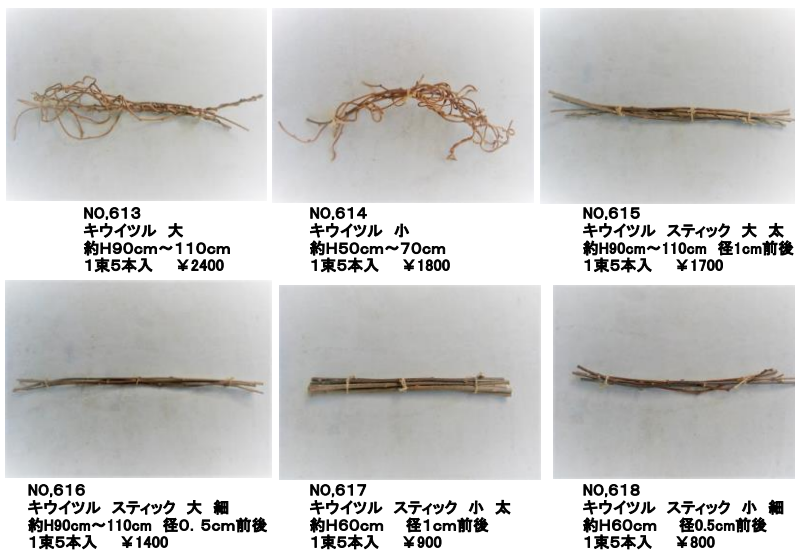 NO,613
キウイツル　大
約H90cm～110cm
1束5本入　￥2400
NO,614
キウイツル　小
約H50cm～70cm
1束5本入　￥1800
NO,615
キウイツル　スティック　大　太
約H90cm～110cm　径1cm前後
1束5本入　￥1700
NO,616
キウイツル　スティック　大　細
約H90cm～110cm　径0．5cm前後
1束5本入　￥1400
NO,617
キウイツル　スティック　小　太
約H60cm　径1cm前後
1束5本入　￥900
NO,618
キウイツル　スティック　小　細
約H60cm　径0.5cm前後
1束5本入　￥800